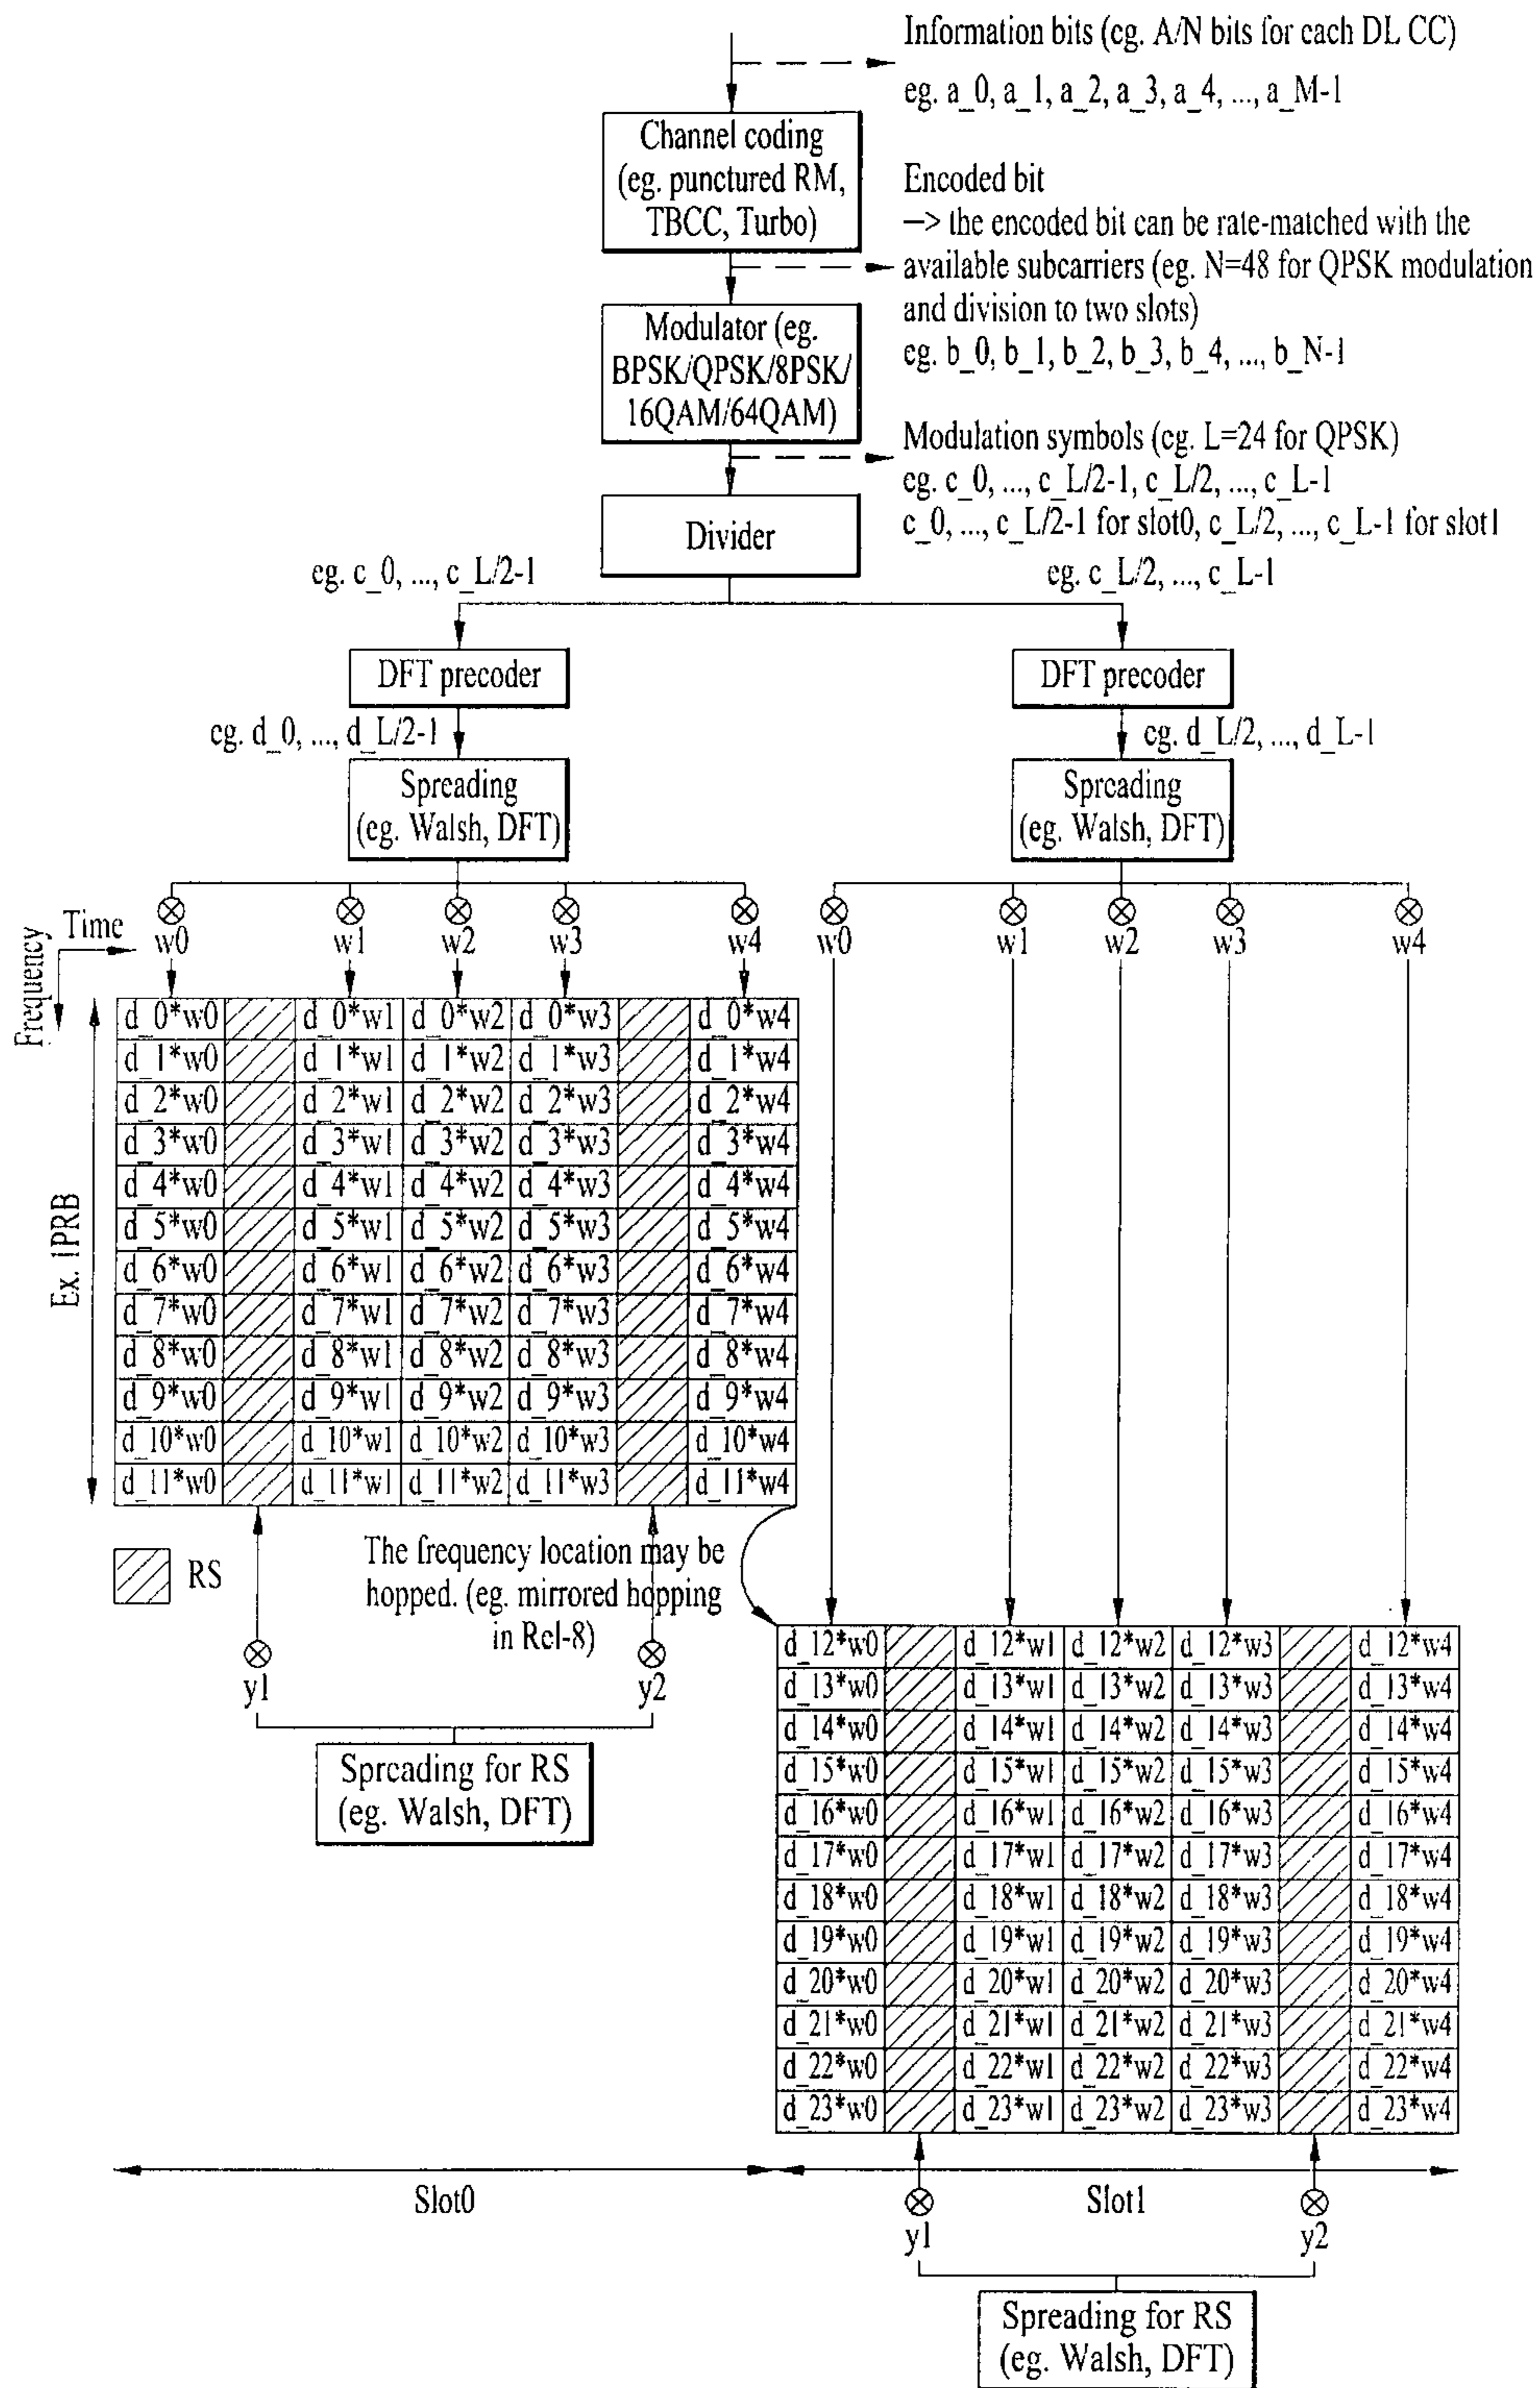 Information bits (eg. A/N bits for each DL CC)
eg. a_0, a_1, a_2, a_3, a_4, ..., a_M-1
Channel coding
(eg. punctured RM,
TBCC, Turbo)
Encoded bit
—> the encoded bit can be rate-matched with the
available subcarriers (eg. N=48 for QPSK modulation
and division to two slots)
eg. b_0, b_1, b_2, b_3, b_4, ..., b_N-1
Modulator (eg.
BPSK/QPSK/8PSK/
16QAM/64QAM)
Modulation symbols (eg. L=24 for QPSK)
eg. c_0, ..., c_L/2-1, c_L/2, ..., c_L-1
c_0, ..., c_L/2-1 for slot0, c_L/2, ..., c_L-1 for slot1
Divider
eg. c_0, ..., c_L/2-1
eg. c_L/2, ..., c_L-1
DFT precoder
DFT precoder
eg. d_0, ..., d_L/2-1
eg. d_L/2, ..., d_L-1
Spreading
(eg. Walsh, DFT)
Spreading
(eg. Walsh, DFT)
Time
Frequency
w0 w1 w2 w3 w4
w0 w1 w2 w3 w4
Ex. 1PRB
d_0*w0 d_0*w1 d_0*w2 d_0*w3 d_0*w4
d_1*w0 d_1*w1 d_1*w2 d_1*w3 d_1*w4
d_2*w0 d_2*w1 d_2*w2 d_2*w3 d_2*w4
d_3*w0 d_3*w1 d_3*w2 d_3*w3 d_3*w4
d_4*w0 d_4*w1 d_4*w2 d_4*w3 d_4*w4
d_5*w0 d_5*w1 d_5*w2 d_5*w3 d_5*w4
d_6*w0 d_6*w1 d_6*w2 d_6*w3 d_6*w4
d_7*w0 d_7*w1 d_7*w2 d_7*w3 d_7*w4
d_8*w0 d_8*w1 d_8*w2 d_8*w3 d_8*w4
d_9*w0 d_9*w1 d_9*w2 d_9*w3 d_9*w4
d_10*w0 d_10*w1 d_10*w2 d_10*w3 d_10*w4
d_11*w0 d_11*w1 d_11*w2 d_11*w3 d_11*w4
RS
The frequency location may be
hopped. (eg. mirrored hopping
in Rel-8)
y1 y2
Spreading for RS
(eg. Walsh, DFT)
d_12*w0 d_12*w1 d_12*w2 d_12*w3 d_12*w4
d_13*w0 d_13*w1 d_13*w2 d_13*w3 d_13*w4
d_14*w0 d_14*w1 d_14*w2 d_14*w3 d_14*w4
d_15*w0 d_15*w1 d_15*w2 d_15*w3 d_15*w4
d_16*w0 d_16*w1 d_16*w2 d_16*w3 d_16*w4
d_17*w0 d_17*w1 d_17*w2 d_17*w3 d_17*w4
d_18*w0 d_18*w1 d_18*w2 d_18*w3 d_18*w4
d_19*w0 d_19*w1 d_19*w2 d_19*w3 d_19*w4
d_20*w0 d_20*w1 d_20*w2 d_20*w3 d_20*w4
d_21*w0 d_21*w1 d_21*w2 d_21*w3 d_21*w4
d_22*w0 d_22*w1 d_22*w2 d_22*w3 d_22*w4
d_23*w0 d_23*w1 d_23*w2 d_23*w3 d_23*w4
Slot0
Slot1
y1 y2
Spreading for RS
(eg. Walsh, DFT)